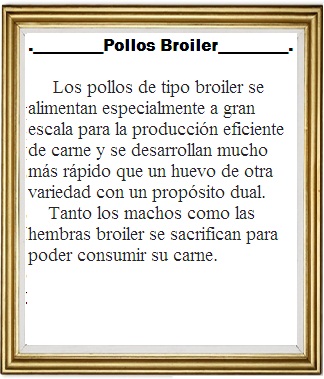 .________Pollos Broiler________.
Los pollos de tipo broiler se
alimentan especialmente a gran
escala para la producción eficiente
de carne y se desarrollan mucho
más rápido que un huevo de otra
variedad con un propósito dual.
Tanto los machos como las
hembras broiler se sacrifican para
poder consumir su carne.